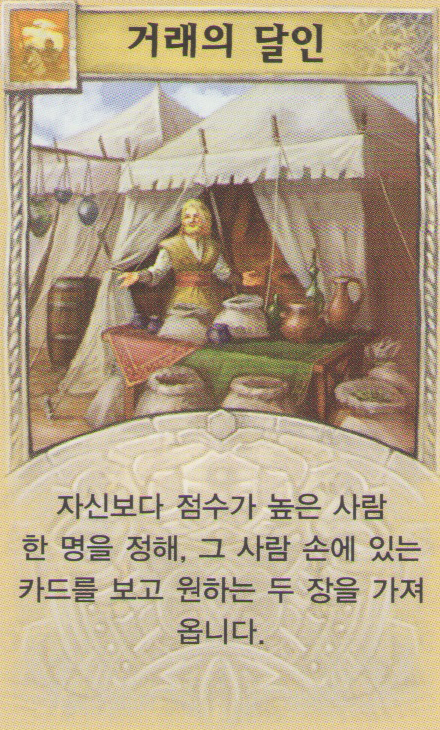 거래의 달인
자신보다 점수가 높은 사람
한 명을 정해, 그 사람 손에 있는
카드를 보고 원하는 두 장을 가져
옵니다.